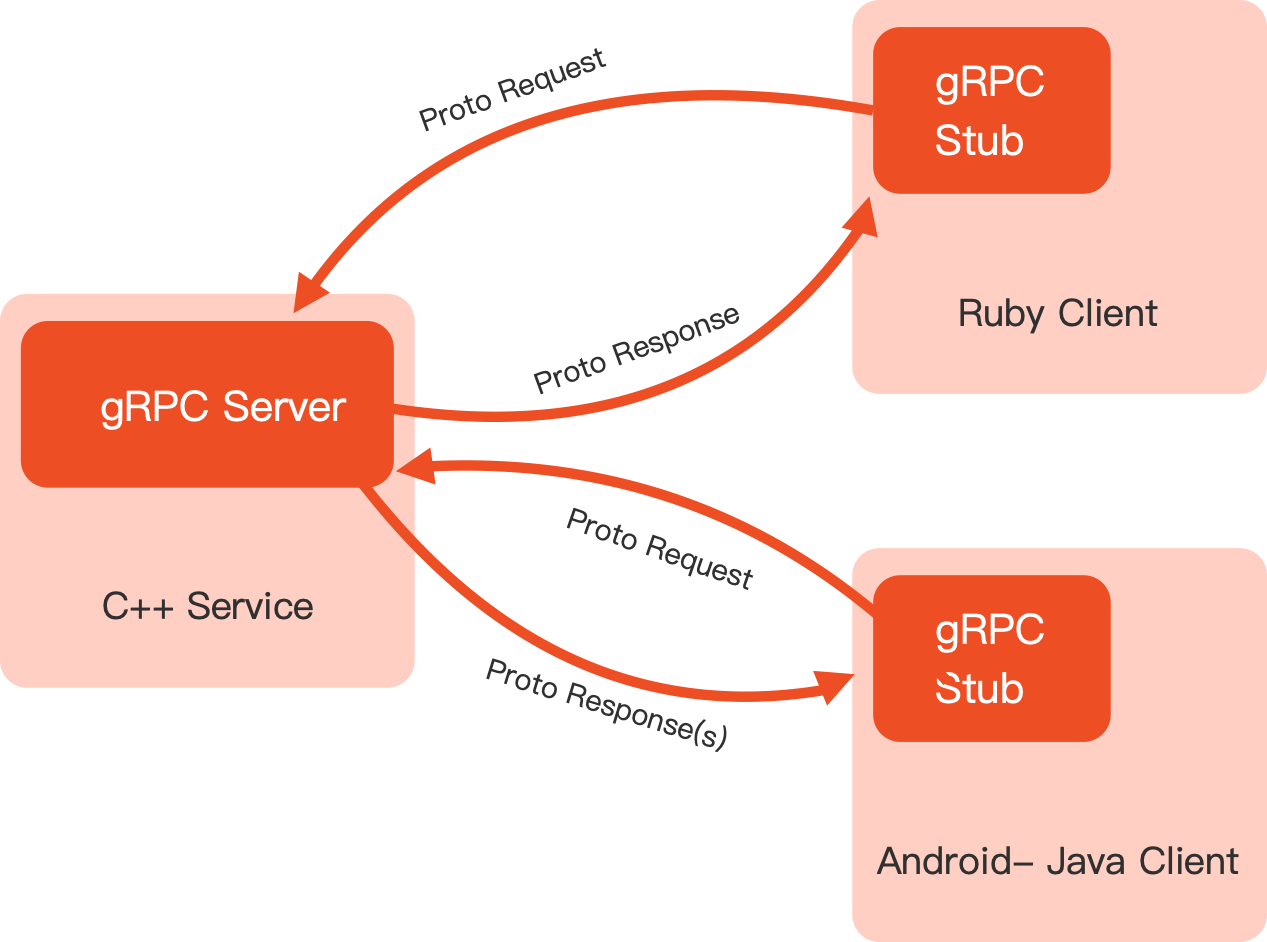 Proto Request
gRPC
Stub
Ruby Client
Proto Response
gRPC Server
C++ Service
Proto Request
Proto Response(s)
gRPC
Stub
Android– Java Client